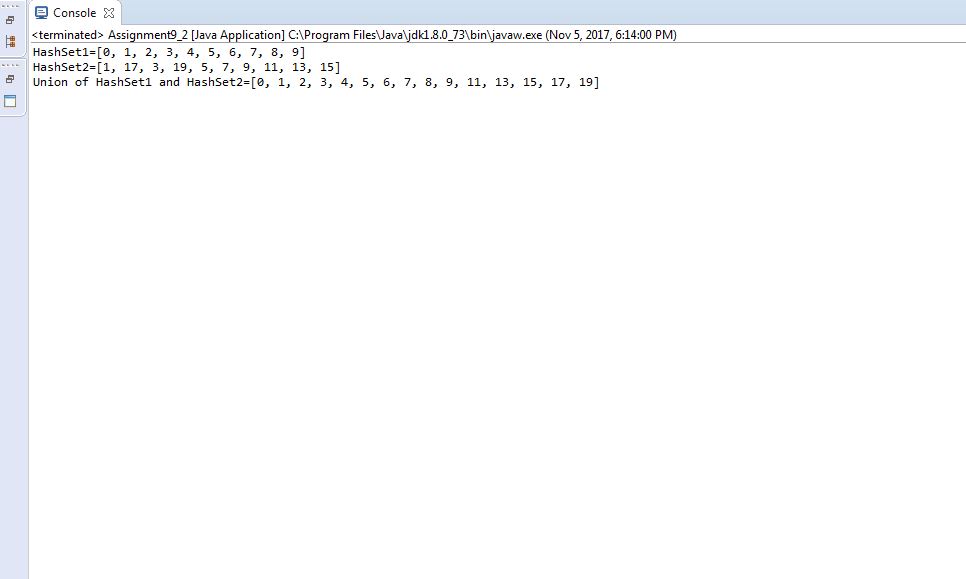 Console
<terminated> Assignment9_2 [Java Application] C:\Program Files\Java\jdk1.8.0_73\bin\javaw.exe (Nov 5, 2017, 6:14:00 PM)
HashSet1=[0, 1, 2, 3, 4, 5, 6, 7, 8, 9]
HashSet2=[1, 17, 3, 19, 5, 7, 9, 11, 13, 15]
Union of HashSet1 and HashSet2=[0, 1, 2, 3, 4, 5, 6, 7, 8, 9, 11, 13, 15, 17, 19]